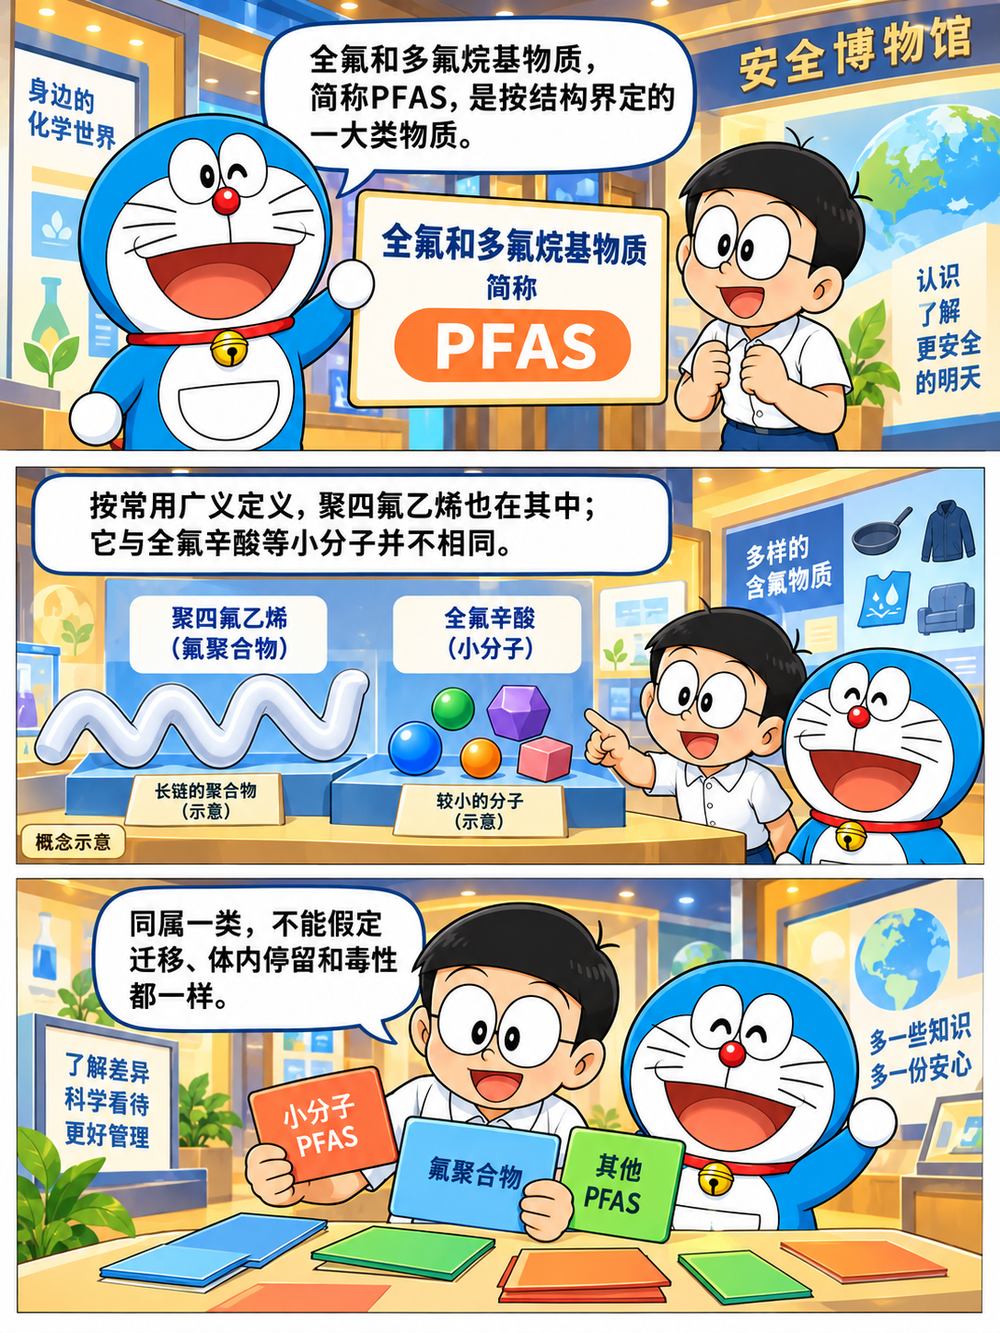 全氟和多氟烷基物质，
简称PFAS，是按结构界定的
一大类物质。
安全博物馆
身边的
化学世界
全氟和多氟烷基物质
简称
PFAS
认识
了解
更安全
的明天
按常用广义定义，聚四氟乙烯也在其中；
它与全氟辛酸等小分子并不相同。
多样的
含氟物质
聚四氟乙烯
（氟聚合物）
全氟辛酸
（小分子）
长链的聚合物
（示意）
较小的分子
（示意）
概念示意
同属一类，不能假定
迁移、体内停留和毒性
都一样。
多一些知识
多一份安心
了解差异
科学看待
更好管理
小分子
PFAS
氟聚合物
其他
PFAS